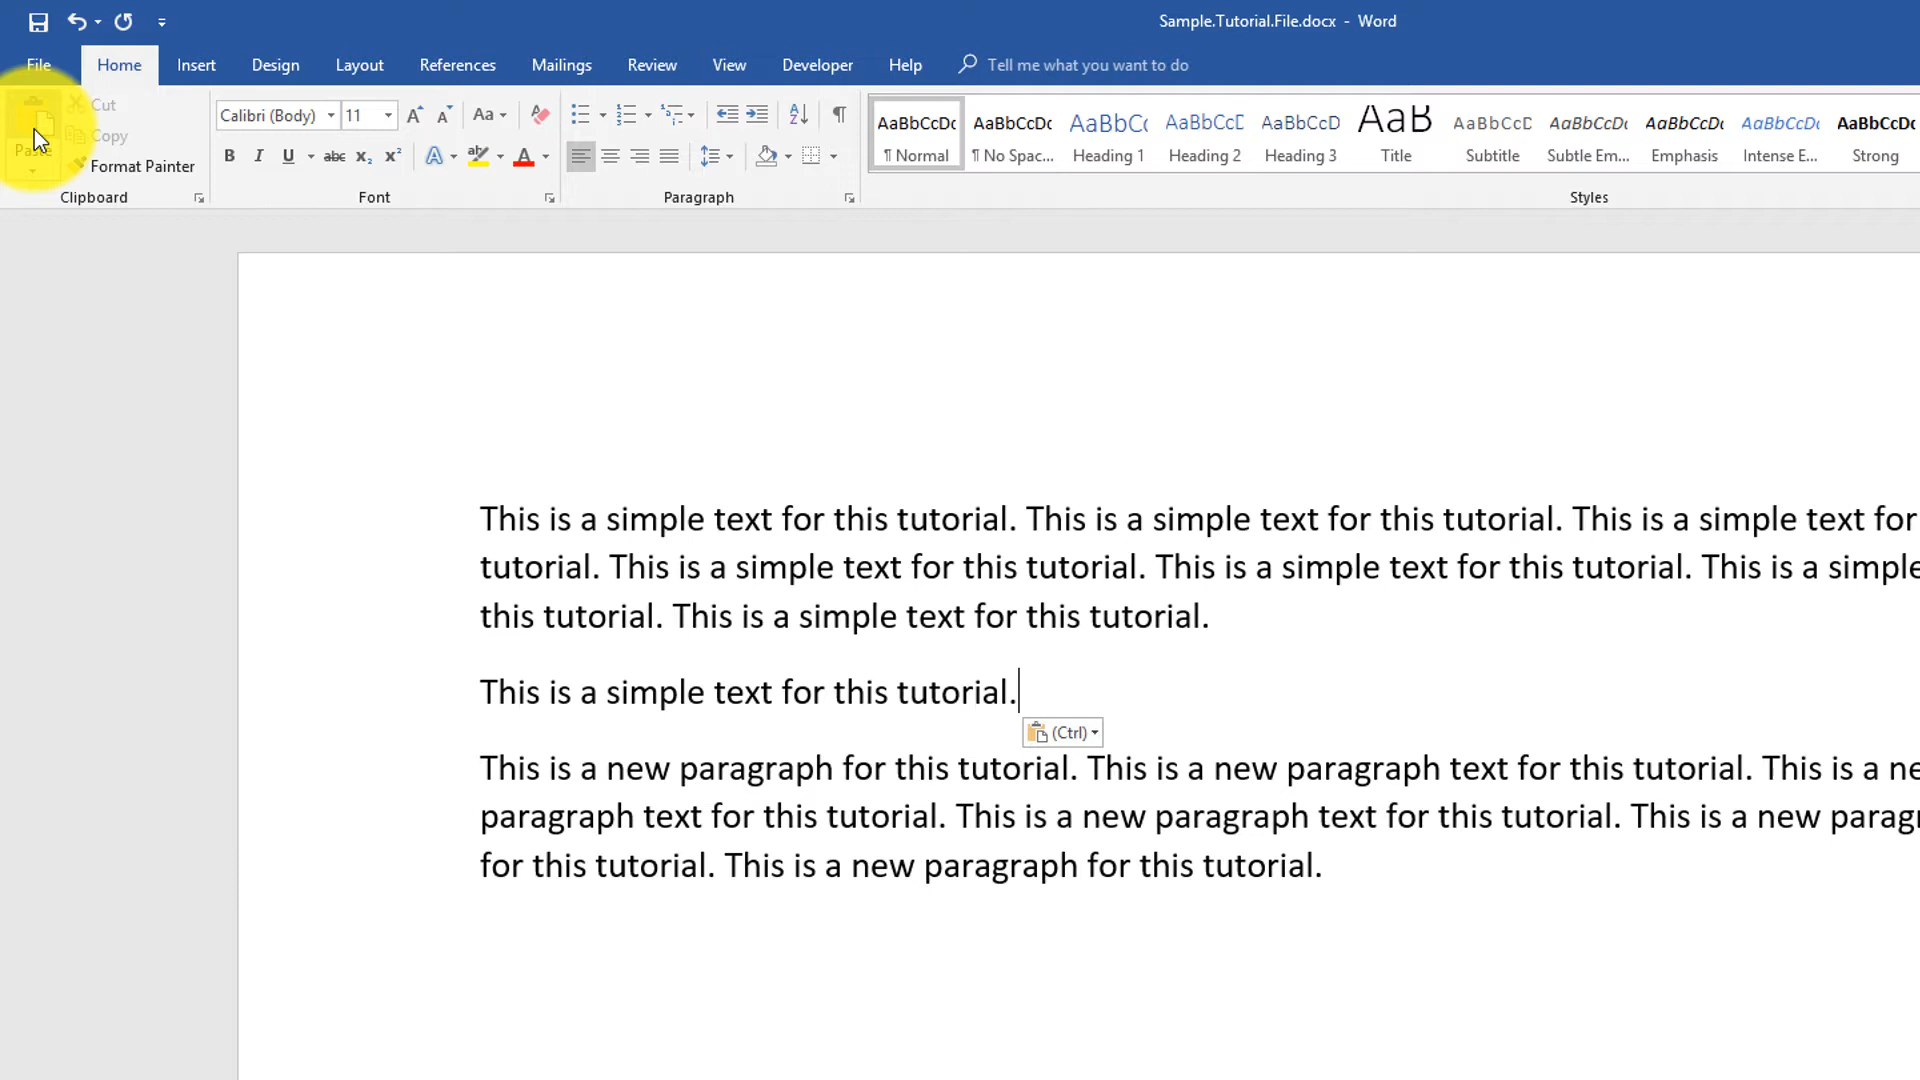 Sample.Tutorial.File.docx - Word
File Home Insert Design Layout References Mailings Review View Developer Help Tell me what you want to do
Cut
Copy
Paste
Format Painter
Clipboard
Calibri (Body) 11 Aa
B I U abc x₂ x² A A
Font
Paragraph
AaBbCcDc AaBbCcDc AaBbC AaBbCcD AaBbCcD AaB AaBbCcD AaBbCcDc AaBbCcDc AaBbCcDc AaBbCcDc
¶ Normal ¶ No Spac... Heading 1 Heading 2 Heading 3 Title Subtitle Subtle Em... Emphasis Intense E... Strong
Styles
This is a simple text for this tutorial. This is a simple text for this tutorial. This is a simple text for
tutorial. This is a simple text for this tutorial. This is a simple text for this tutorial. This is a simple
this tutorial. This is a simple text for this tutorial.
This is a simple text for this tutorial.
(Ctrl)
This is a new paragraph for this tutorial. This is a new paragraph text for this tutorial. This is a ne
paragraph text for this tutorial. This is a new paragraph text for this tutorial. This is a new parag
for this tutorial. This is a new paragraph for this tutorial.